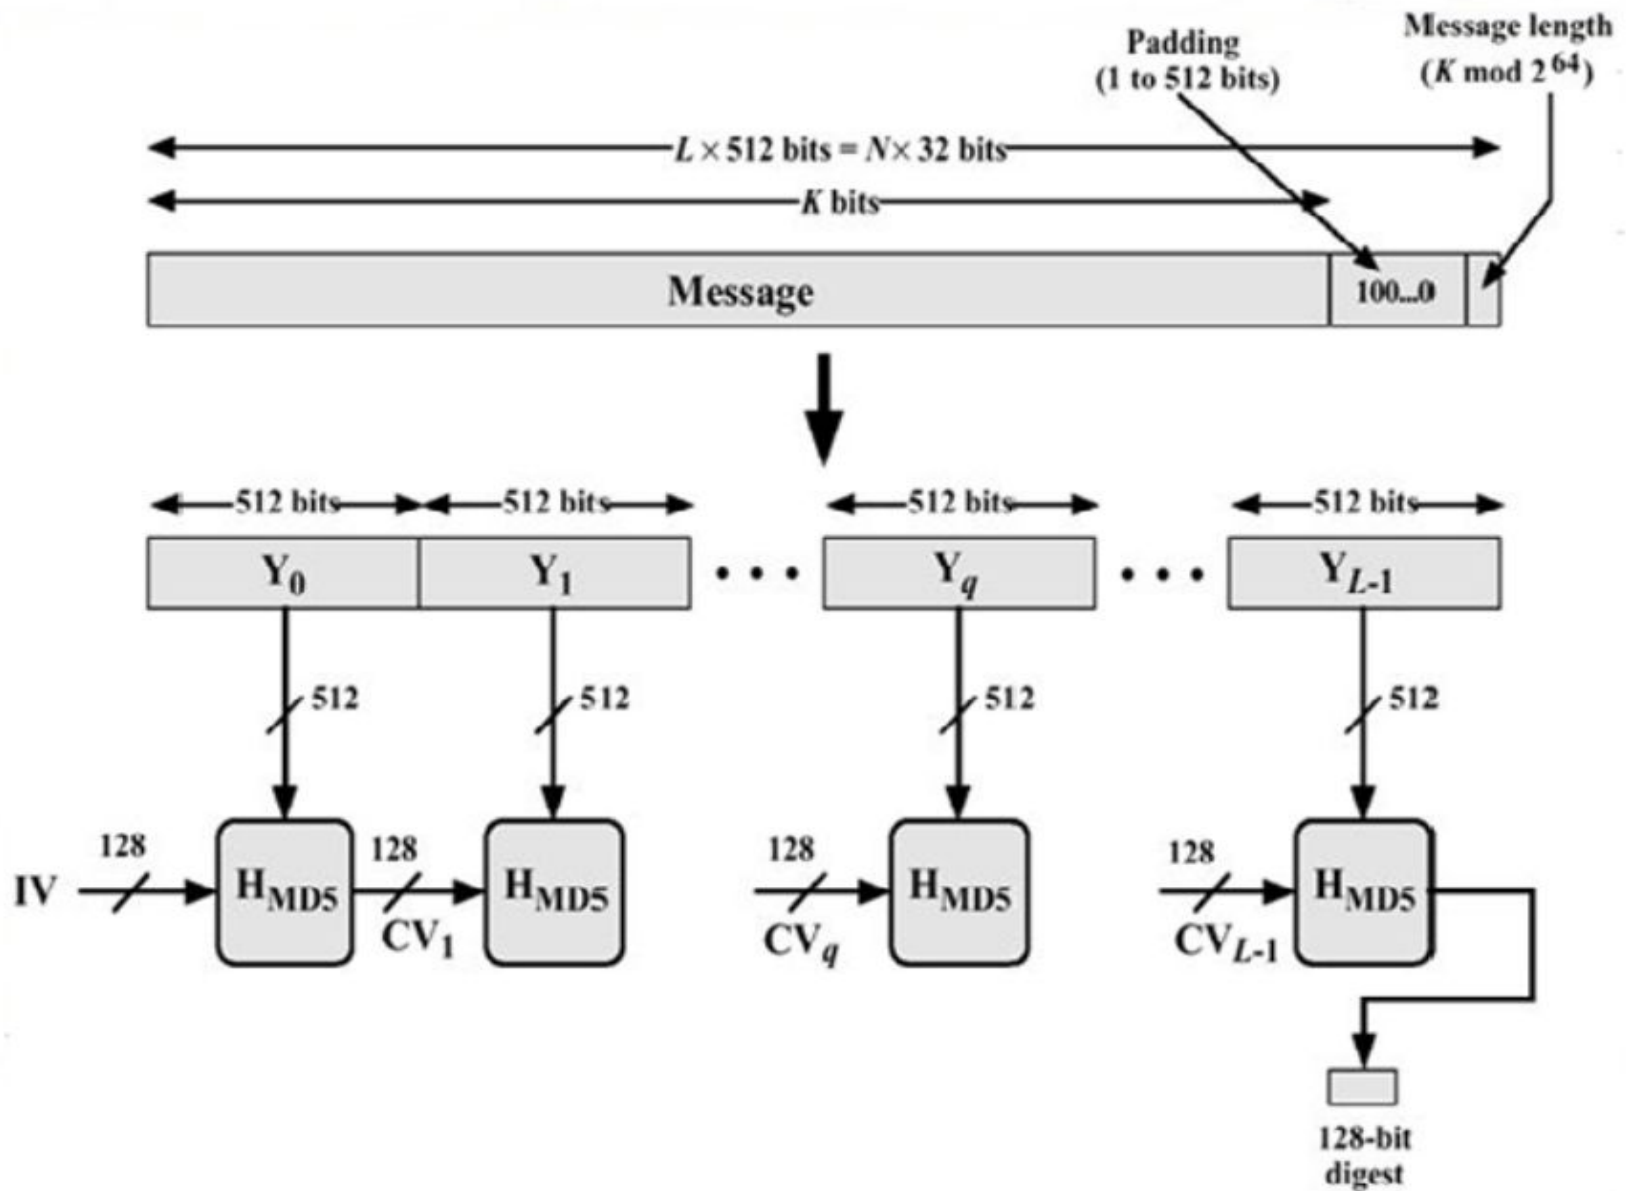 Padding
(1 to 512 bits)
Message length
(K mod 2^64)
L × 512 bits = N × 32 bits
K bits
Message
100...0
512 bits
512 bits
512 bits
512 bits
Y0
Y1
• • •
Yq
• • •
YL-1
512
512
512
512
IV
128
HMD5
128
CV1
HMD5
128
CVq
HMD5
128
CVL-1
HMD5
128-bit
digest